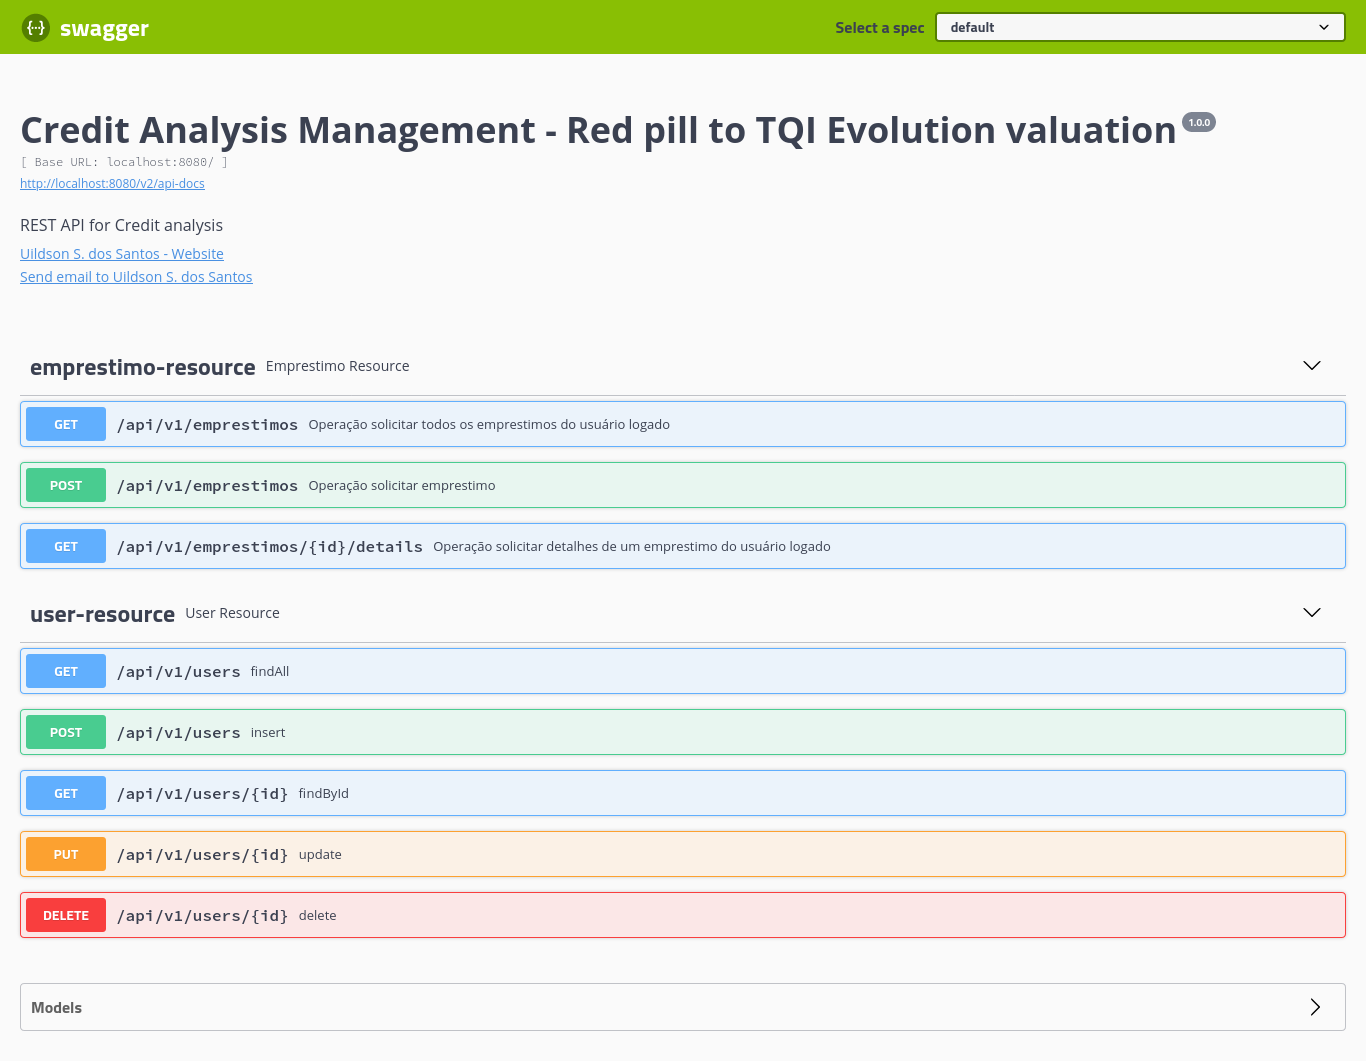 {···} swagger
Select a spec default
Credit Analysis Management - Red pill to TQI Evolution valuation 1.0.0
[ Base URL: localhost:8080/ ]
http://localhost:8080/v2/api-docs
REST API for Credit analysis
Uildson S. dos Santos - Website
Send email to Uildson S. dos Santos
emprestimo-resource Emprestimo Resource
GET /api/v1/emprestimos Operação solicitar todos os emprestimos do usuário logado
POST /api/v1/emprestimos Operação solicitar emprestimo
GET /api/v1/emprestimos/{id}/details Operação solicitar detalhes de um emprestimo do usuário logado
user-resource User Resource
GET /api/v1/users findAll
POST /api/v1/users insert
GET /api/v1/users/{id} findById
PUT /api/v1/users/{id} update
DELETE /api/v1/users/{id} delete
Models